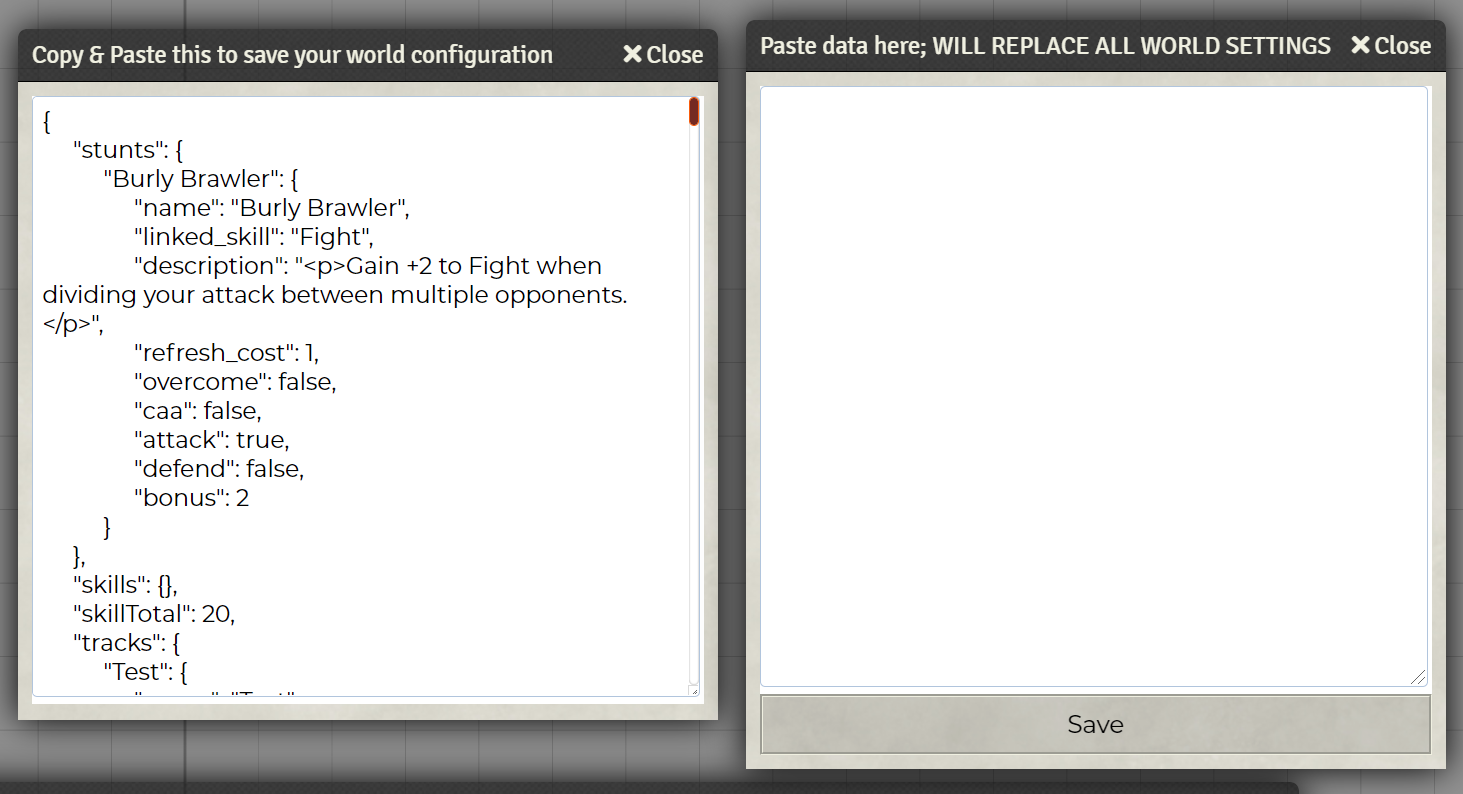 Copy & Paste this to save your world configuration
Close
{
"stunts": {
"Burly Brawler": {
"name": "Burly Brawler",
"linked_skill": "Fight",
"description": "<p>Gain +2 to Fight when
dividing your attack between multiple opponents.
</p>",
"refresh_cost": 1,
"overcome": false,
"caa": false,
"attack": true,
"defend": false,
"bonus": 2
}
},
"skills": {},
"skillTotal": 20,
"tracks": {
"Test": {
Paste data here; WILL REPLACE ALL WORLD SETTINGS
Close
Save